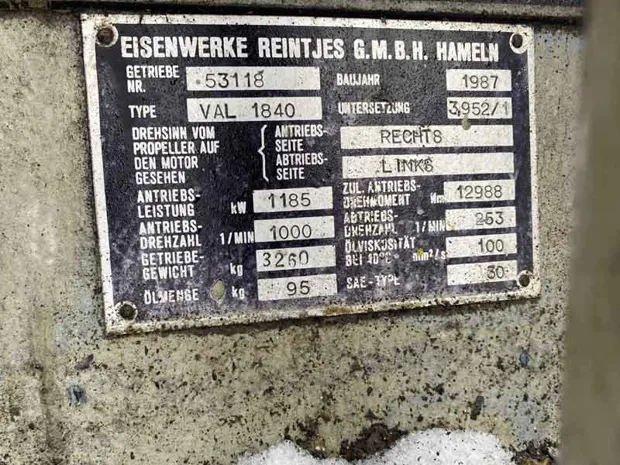 EISENWERKE REINTJES G.M.B.H. HAMELN
GETRIEBE NR. 53118 BAUJAHR 1987
TYPE VAL 1840 UNTERSETZUNG 3,952/1
DREHSINN VOM PROPELLER AUF DEN MOTOR GESEHEN
ANTRIEBS-SEITE RECHTS
ABTRIEBS-SEITE LINKS
ANTRIEBS-LEISTUNG kW 1185 ZUL. ANTRIEBS-DREHMOMENT Nm 12988
ANTRIEBS-DREHZAHL 1/MIN 1000 ABTRIEBS-DREHZAHL 1/MIN 253
GETRIEBE-GEWICHT kg 3260 ÖLVISKOSITÄT BEI 40°C mm²/s 100
ÖLMENGE kg 95 SAE-TYPE 30